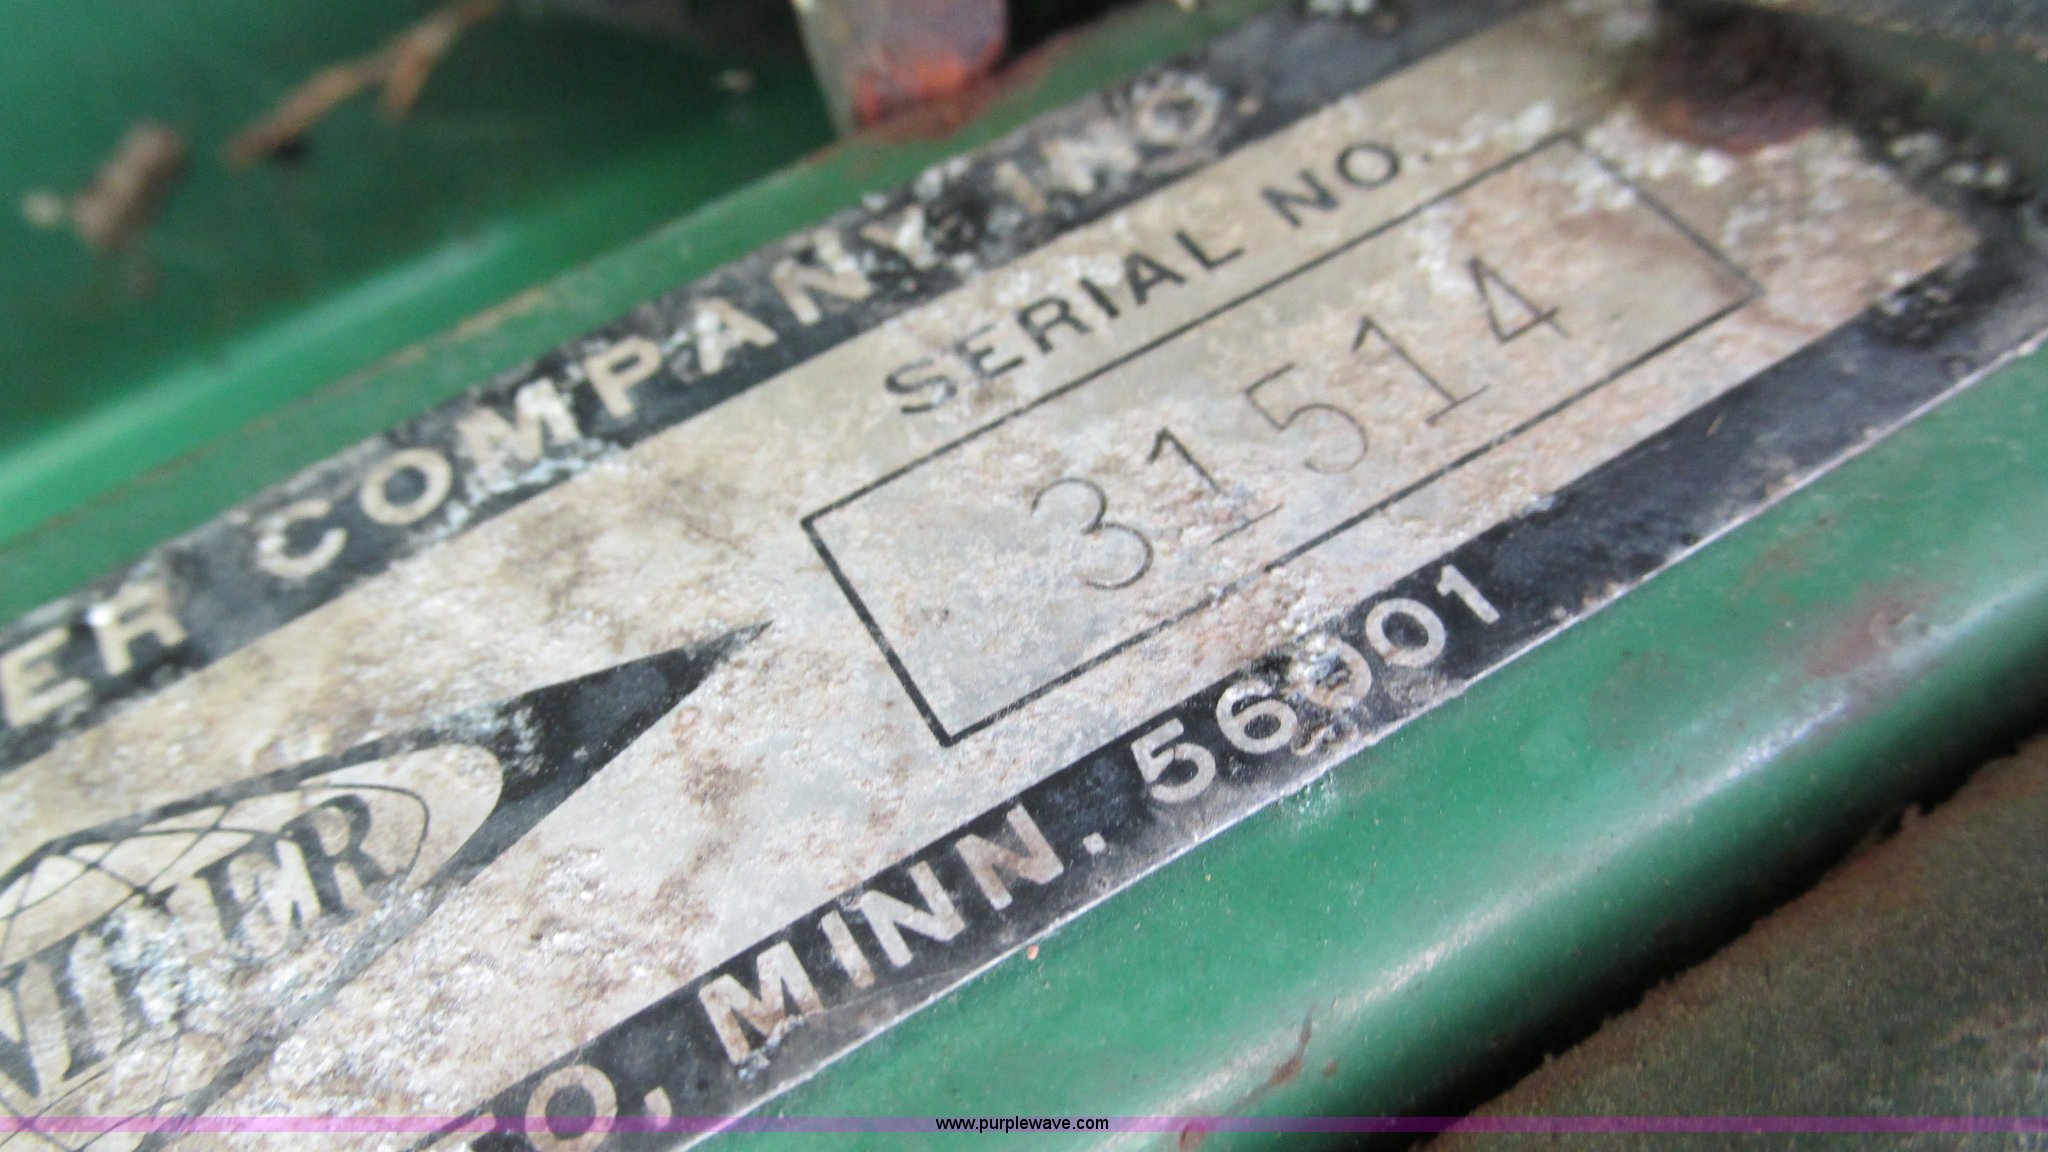 ER COMPANY INC
SERIAL NO.
31514
O, MINN. 56001
www.purplewave.com